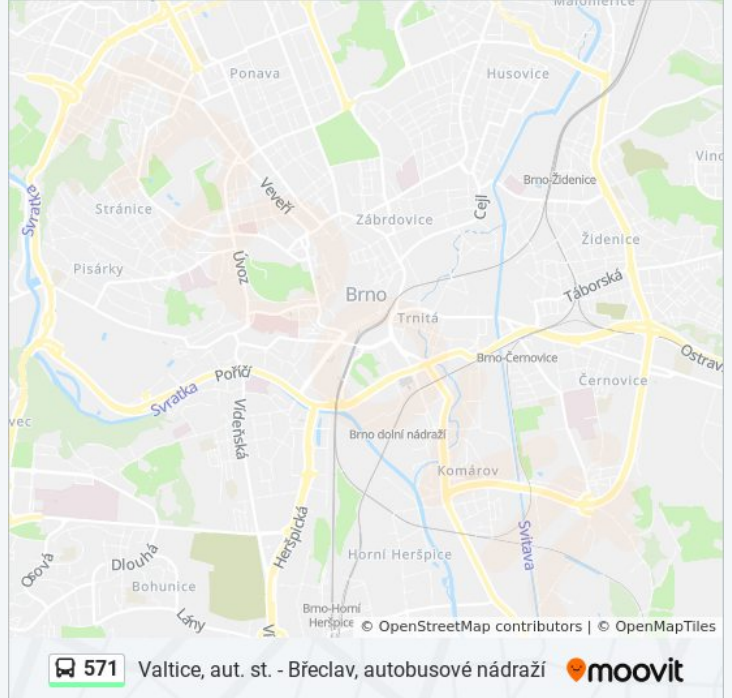 Maloměřice
Ponava
Husovice
Vino
Brno-Židenice
Veveří
Cejl
Svratka
Stránice
Zábrdovice
Židenice
Pisárky
Úvoz
Táborská
Brno
Trnitá
Brno-Černovice
Ostrav
Poříčí
Svratka
Černovice
vec
Vídeňská
Brno dolní nádraží
Komárov
Heršpická
Svitava
Osová
Dlouhá
Horní Heršpice
Bohunice
Lány
Brno-Horní
Heršpice
Ví
© OpenStreetMap contributors | © OpenMapTiles
571 Valtice, aut. st. - Břeclav, autobusové nádraží moovit